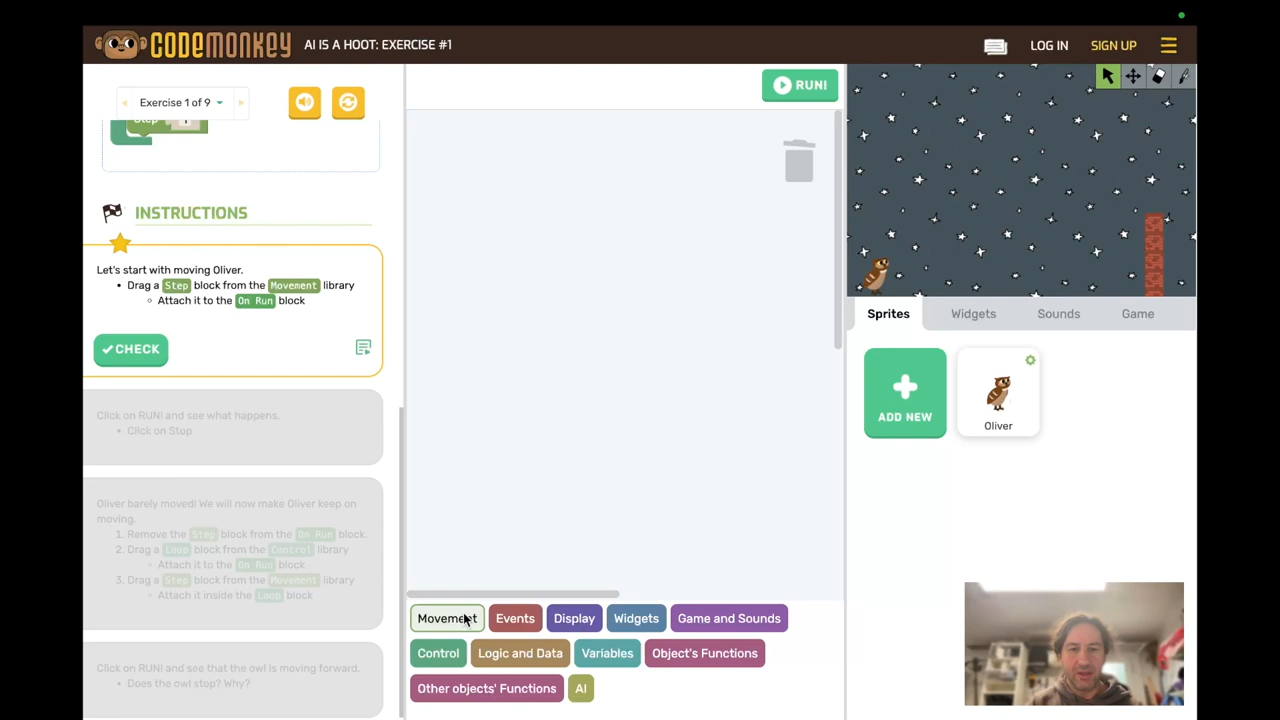 CODEMONKEY
AI IS A HOOT: EXERCISE #1
LOG IN
SIGN UP
Exercise 1 of 9
RUN!
Step 1
INSTRUCTIONS
Let's start with moving Oliver.
Drag a Step block from the Movement library
Attach it to the On Run block
CHECK
Click on RUN! and see what happens.
Click on Stop
Oliver barely moved! We will now make Oliver keep on
moving.
1. Remove the Step block from the On Run block.
2. Drag a Loop block from the Control library
Attach it to the On Run block
3. Drag a Step block from the Movement library
Attach it inside the Loop block
Click on RUN! and see that the owl is moving forward.
Does the owl stop? Why?
Movement
Events
Display
Widgets
Game and Sounds
Control
Logic and Data
Variables
Object's Functions
Other objects' Functions
AI
Sprites
Widgets
Sounds
Game
ADD NEW
Oliver